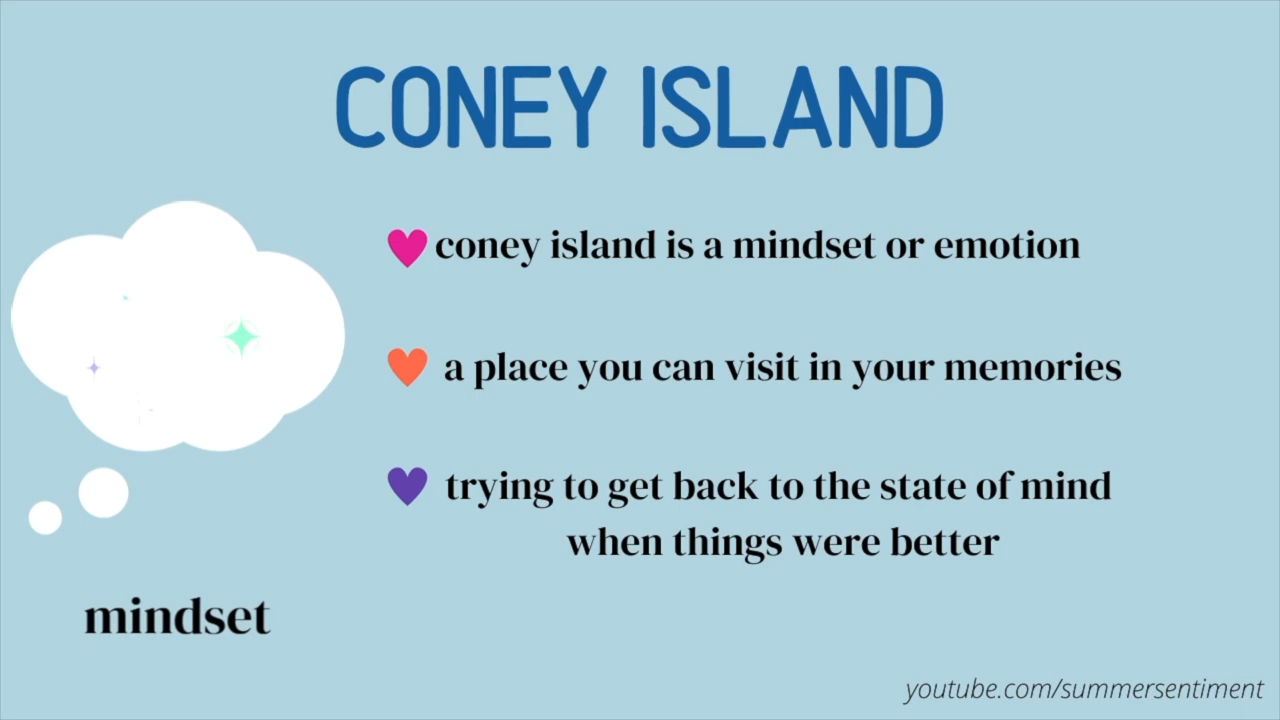 CONEY ISLAND
coney island is a mindset or emotion
a place you can visit in your memories
trying to get back to the state of mind
when things were better
mindset
youtube.com/summersentiment